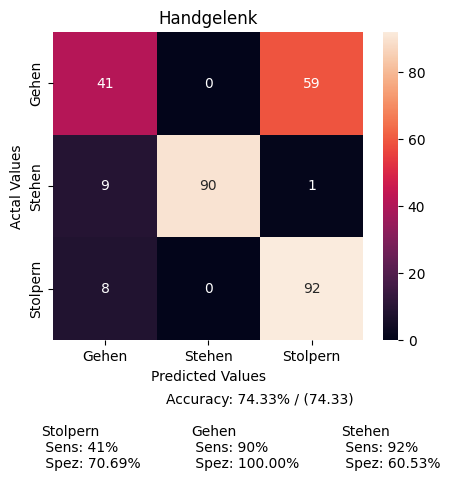 Handgelenk
Actal Values
Gehen
41
0
59
Stehen
9
90
1
Stolpern
8
0
92
Gehen
Stehen
Stolpern
Predicted Values
80
60
40
20
0
Accuracy: 74.33% / (74.33)
Stolpern
Sens: 41%
Spez: 70.69%
Gehen
Sens: 90%
Spez: 100.00%
Stehen
Sens: 92%
Spez: 60.53%